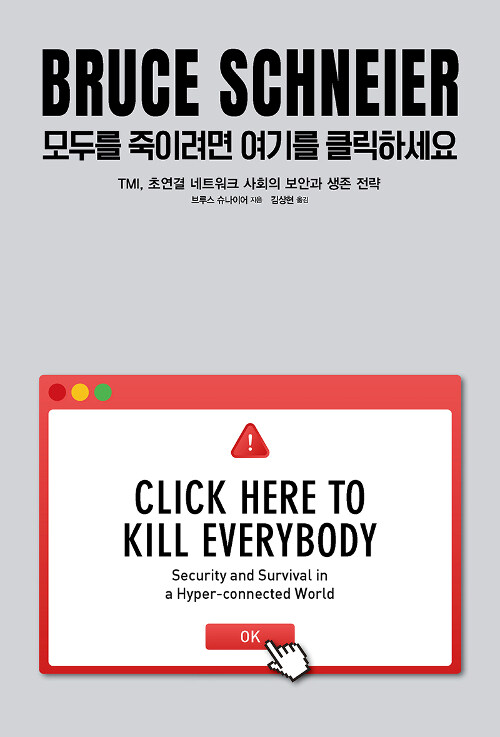 BRUCE SCHNEIER
모두를 죽이려면 여기를 클릭하세요
TMI, 초연결 네트워크 사회의 보안과 생존 전략
브루스 슈나이어 지음 김상현 옮김
!
CLICK HERE TO
KILL EVERYBODY
Security and Survival in
a Hyper-connected World
OK